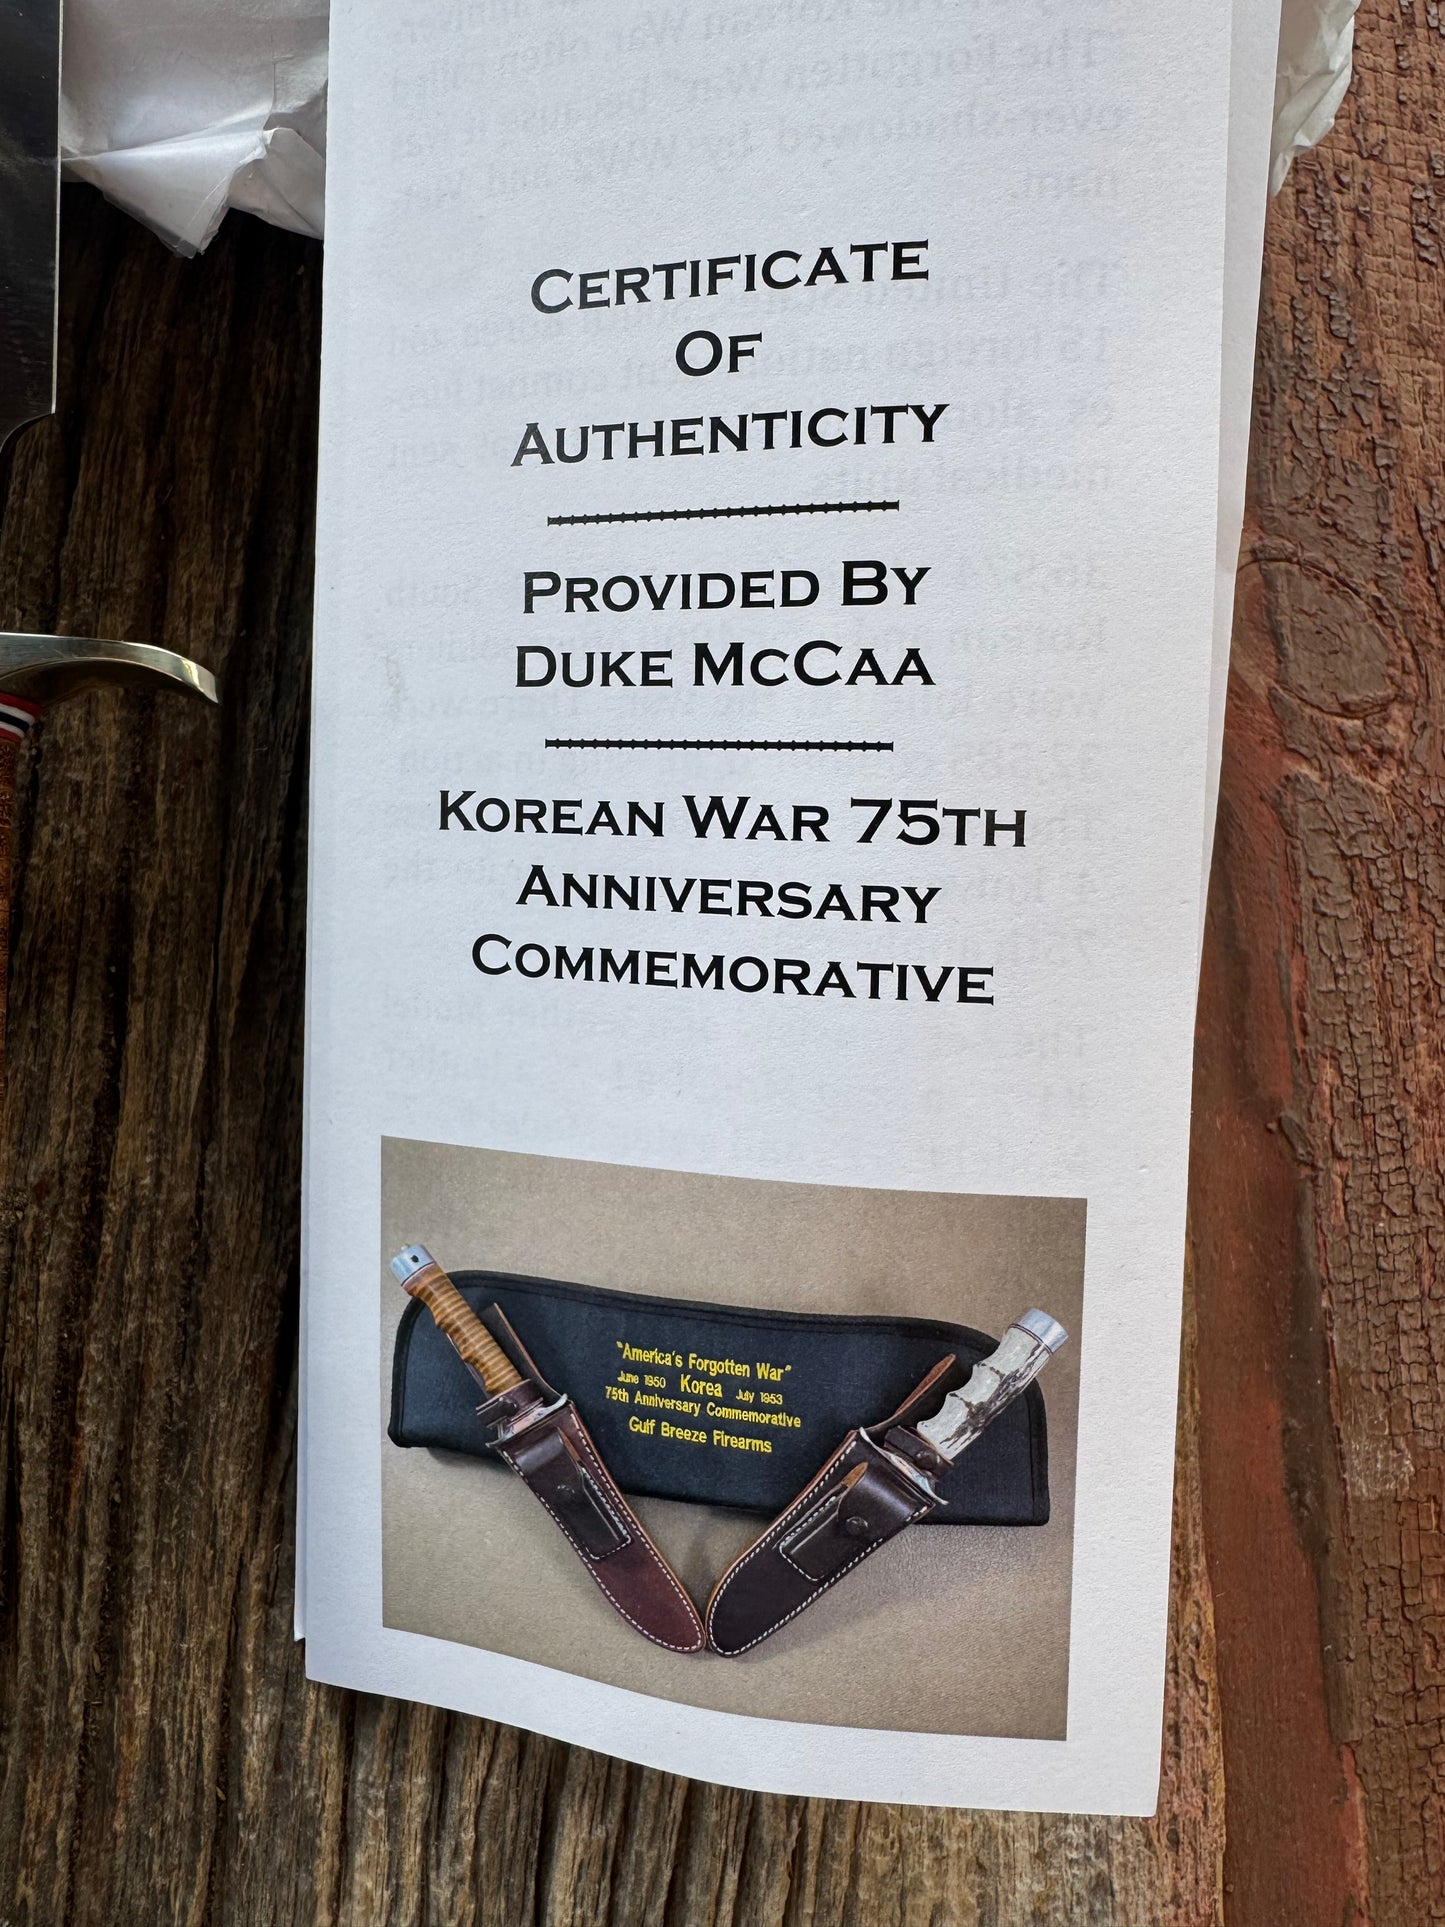 CERTIFICATE
OF
AUTHENTICITY
PROVIDED BY
DUKE MCCAA
KOREAN WAR 75TH
ANNIVERSARY
COMMEMORATIVE
"America's Forgotten War"
June 1950 Korea July 1953
75th Anniversary Commemorative
Gulf Breeze Firearms